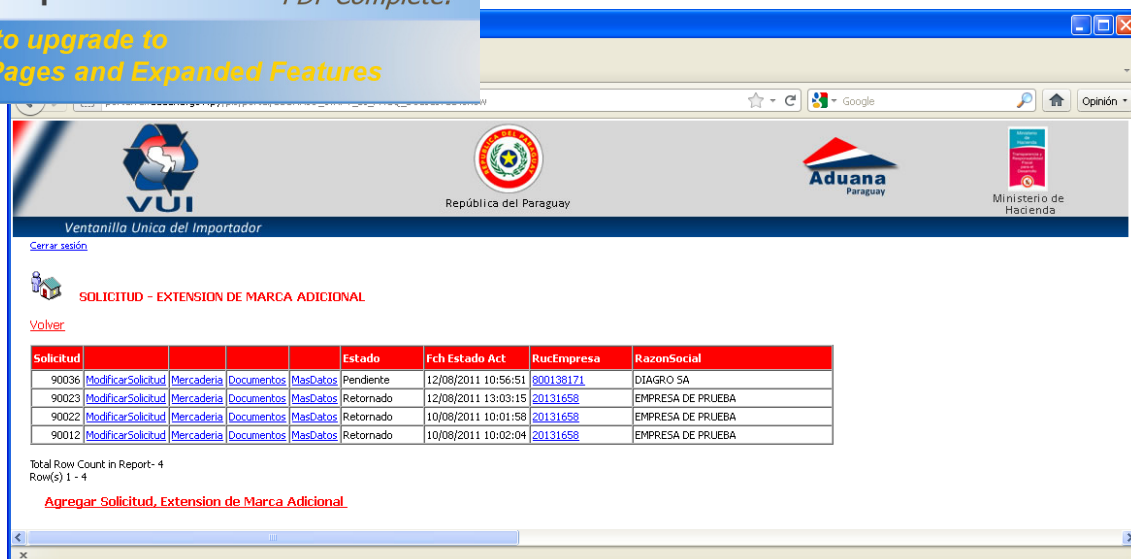 PDF Complete.
to upgrade to
Pages and Expanded Features
Google
Opinión
VUI
República del Paraguay
Aduana
Paraguay
Ministerio de
Hacienda
Ventanilla Unica del Importador
Cerrar sesión
SOLICITUD - EXTENSION DE MARCA ADICIONAL
Volver
Solicitud Estado Fch Estado Act RucEmpresa RazonSocial
90036 ModificarSolicitud Mercaderia Documentos MasDatos Pendiente 12/08/2011 10:56:51 800138171 DIAGRO SA
90023 ModificarSolicitud Mercaderia Documentos MasDatos Retornado 12/08/2011 13:03:15 20131658 EMPRESA DE PRUEBA
90022 ModificarSolicitud Mercaderia Documentos MasDatos Retornado 10/08/2011 10:01:58 20131658 EMPRESA DE PRUEBA
90012 ModificarSolicitud Mercaderia Documentos MasDatos Retornado 10/08/2011 10:02:04 20131658 EMPRESA DE PRUEBA
Total Row Count in Report- 4
Row(s) 1 - 4
Agregar Solicitud, Extension de Marca Adicional